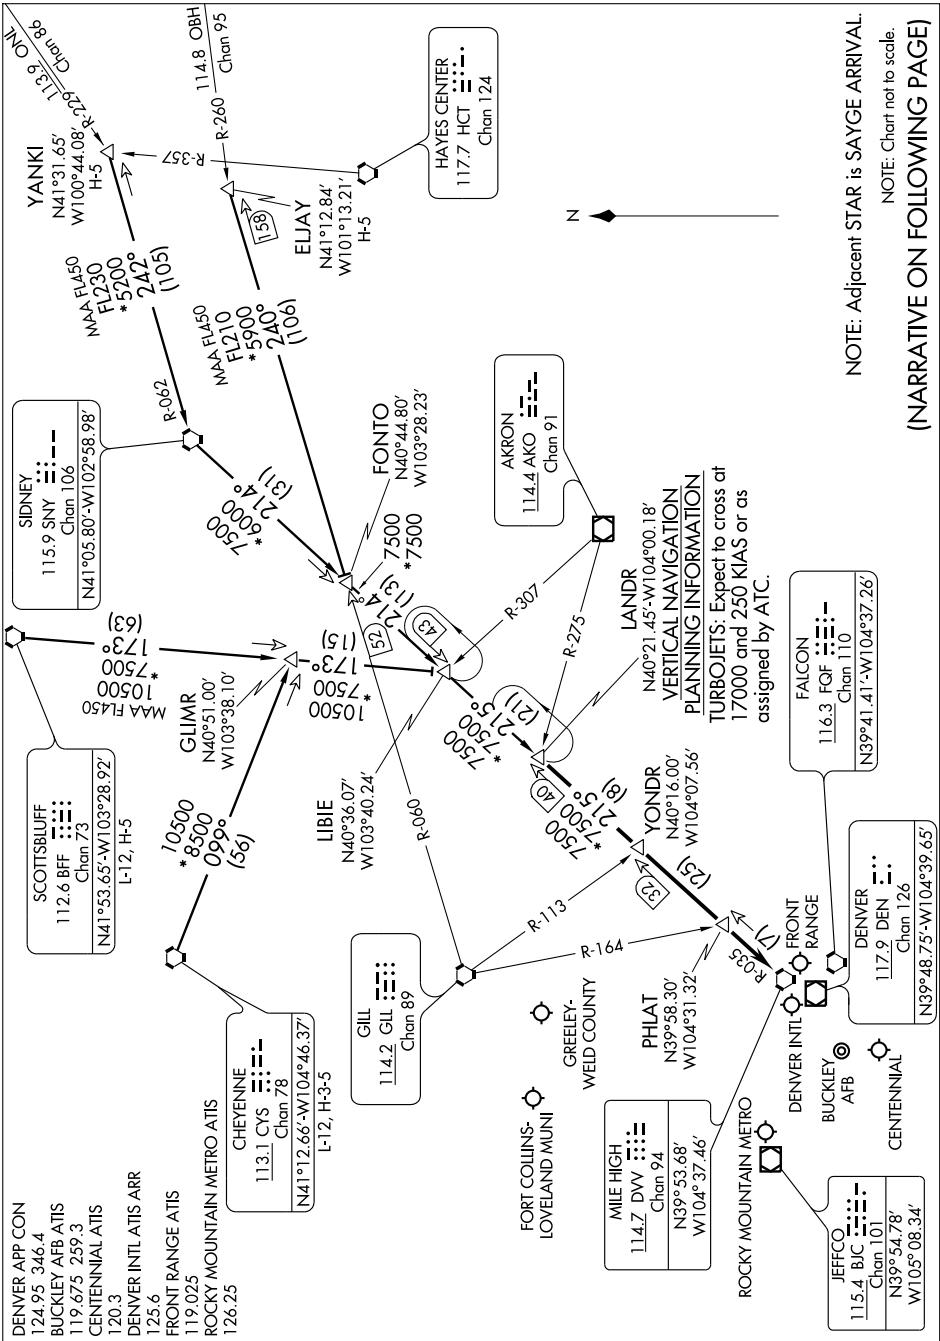 DENVER APP CON
124.95 346.4
BUCKLEY AFB ATIS
119.675 259.3
CENTENNIAL ATIS
120.3
DENVER INTL ATIS ARR
125.6
FRONT RANGE ATIS
119.025
ROCKY MOUNTAIN METRO ATIS
126.25
CHEYENNE
113.1 CYS
Chan 78
N41°12.66'-W104°46.37'
L-12, H-3-5
SCOTTSBLUFF
112.6 BFF
Chan 73
N41°53.65'-W103°28.92'
L-12, H-5
SIDNEY
115.9 SNY
Chan 106
N41°05.80'-W102°58.98'
YANKI
N41°31.65'
W100°44.08'
H-5
113.9 ONL
Chan 86
R-229
114.8 OBH
Chan 95
R-260
R-357
ELJAY
N41°12.84'
W101°13.21'
H-5
158
HAYES CENTER
117.7 HCT
Chan 124
MAA FL450
FL230
*5200
242°
(105)
R-062
MAA FL450
FL210
*5900
240°
(106)
7500
*6000
214°
(31)
FONTO
N40°44.80'
W103°28.23'
(63)
173°
*7500
10500
MAA FL450
GLIMR
N40°51.00'
W103°38.10'
10500
*8500
099°
(56)
(15)
173°
*7500
10500
52
7500
*7500
214°
(13)
43
LIBIE
N40°36.07'
W103°40.24'
R-060
R-307
R-275
AKRON
114.4 AKO
Chan 91
7500
*7500
215°
(21)
LANDR
N40°21.45'-W104°00.18'
VERTICAL NAVIGATION
PLANNING INFORMATION
TURBOJETS: Expect to cross at
17000 and 250 KIAS or as
assigned by ATC.
40
7500
*7500
215°
(8)
YONDR
N40°16.00'
W104°07.56'
32
(25)
GILL
114.2 GLL
Chan 89
R-113
R-164
PHLAT
N39°58.30'
W104°31.32'
(7)
R-035
FORT COLLINS-
LOVELAND MUNI
GREELEY-
WELD COUNTY
MILE HIGH
114.7 DVV
Chan 94
N39°53.68'
W104°37.46'
FRONT
RANGE
DENVER INTL
ROCKY MOUNTAIN METRO
BUCKLEY
AFB
CENTENNIAL
JEFFCO
115.4 BJC
Chan 101
N39°54.78'
W105°08.34'
DENVER
117.9 DEN
Chan 126
N39°48.75'-W104°39.65'
FALCON
116.3 FQF
Chan 110
N39°41.41'-W104°37.26'
N
NOTE: Adjacent STAR is SAYGE ARRIVAL.
NOTE: Chart not to scale.
(NARRATIVE ON FOLLOWING PAGE)